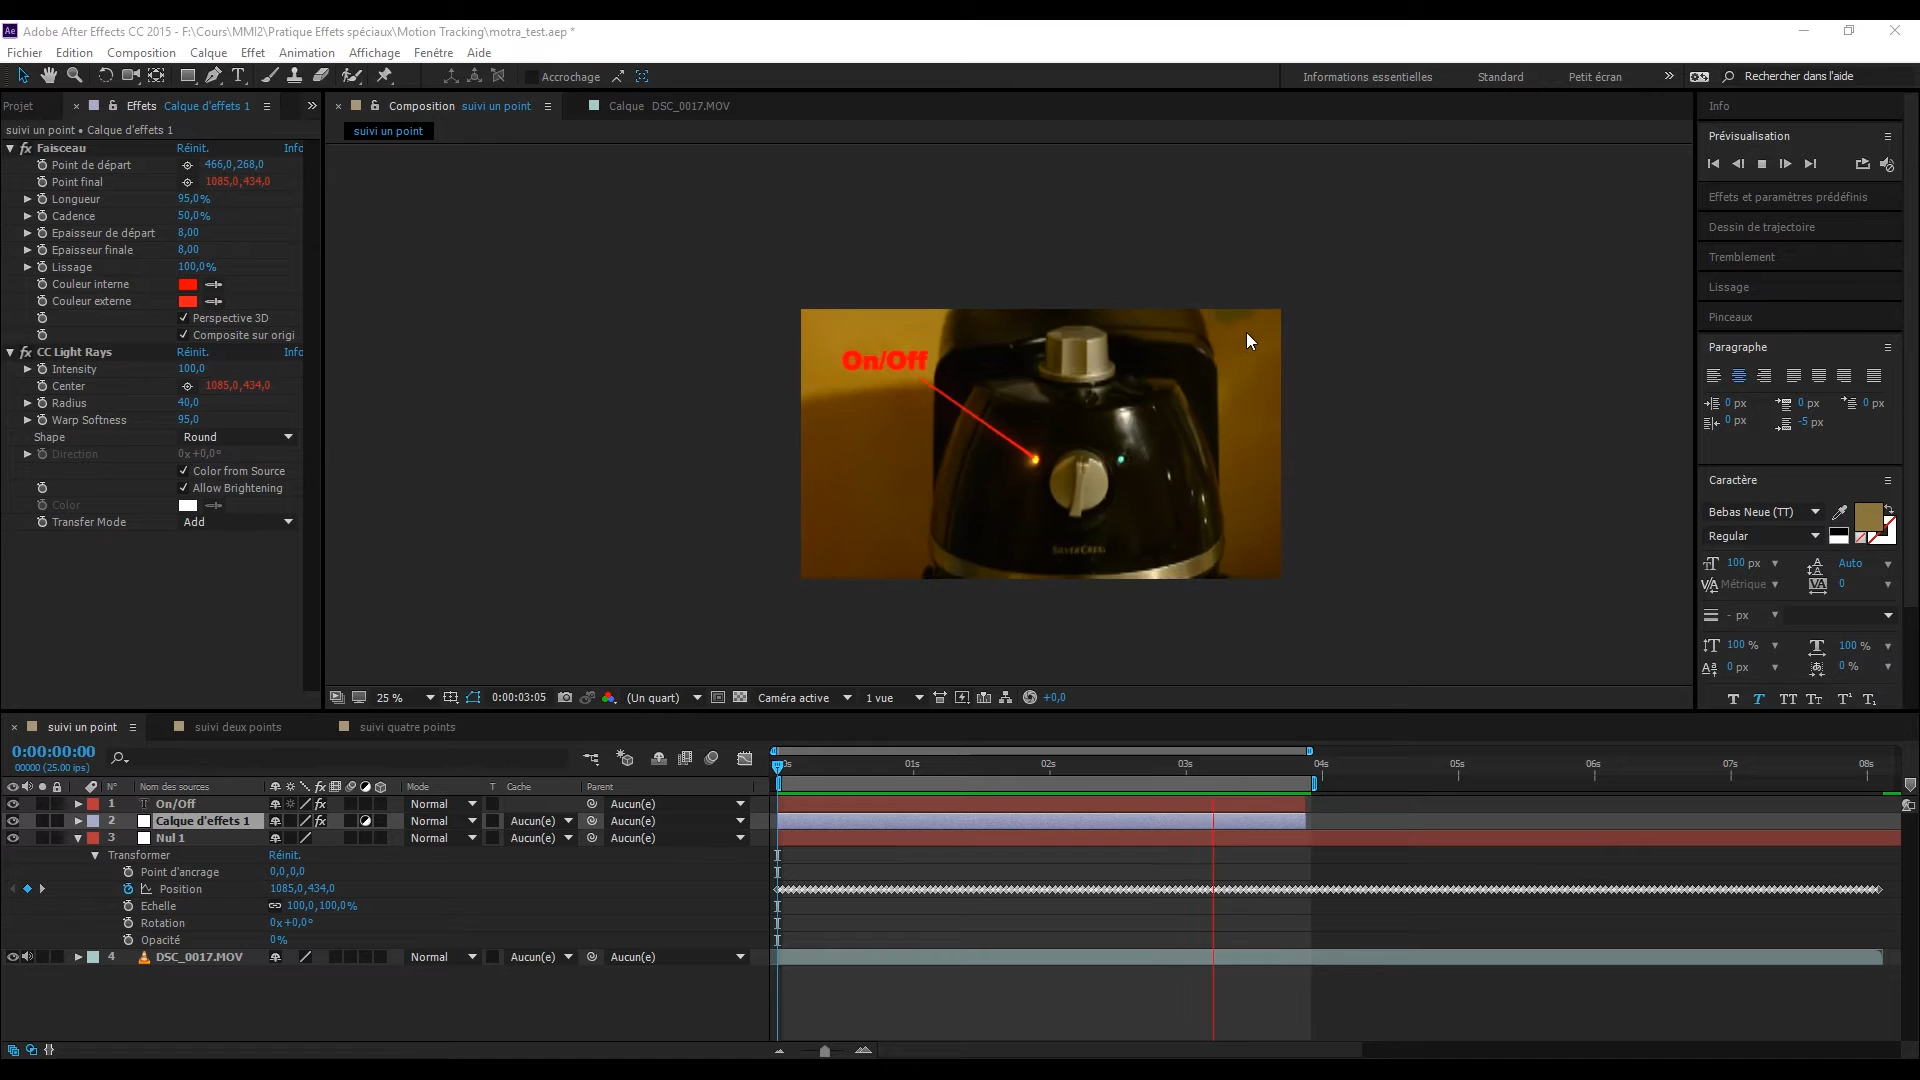 Ae Adobe After Effects CC 2015 - F:\Cours\MMI2\Pratique Effets spéciaux\Motion Tracking\motra_test.aep *
Fichier Edition Composition Calque Effet Animation Affichage Fenêtre Aide
Accrochage Informations essentielles Standard Petit écran Rechercher dans l'aide
Projet Effets Calque d'effets 1
suivi un point • Calque d'effets 1
fx Faisceau Réinit. Info
Point de départ 466,0,268,0
Point final 1085,0,434,0
Longueur 95,0%
Cadence 50,0%
Epaisseur de départ 8,00
Epaisseur finale 8,00
Lissage 100,0%
Couleur interne
Couleur externe
Perspective 3D
Composite sur origi
fx CC Light Rays Réinit. Info
Intensity 100,0
Center 1085,0,434,0
Radius 40,0
Warp Softness 95,0
Shape Round
Direction 0x+0,0°
Color from Source
Allow Brightening
Color
Transfer Mode Add
Composition suivi un point Calque DSC_0017.MOV
suivi un point
On/Off
SILVERCREST
25 % 0:00:03:05 (Un quart) Caméra active 1 vue +0,0
Info
Prévisualisation
Effets et paramètres prédéfinis
Dessin de trajectoire
Tremblement
Lissage
Pinceaux
Paragraphe
0 px 0 px 0 px
0 px -5 px
Caractère
Bebas Neue (TT)
Regular
100 px Auto
Métrique 0
- px
100 % 100 %
0 px 0 %
T T TT Tт T¹ T₁
suivi un point suivi deux points suivi quatre points
0:00:00:00
00000 (25.00 ips)
0s 01s 02s 03s 04s 05s 06s 07s 08s
N° Nom des sources fx Mode T Cache Parent
1 T On/Off fx Normal Aucun(e)
2 Calque d'effets 1 fx Normal Aucun(e) Aucun(e)
3 Nul 1 Normal Aucun(e) Aucun(e)
Transformer Réinit.
Point d'ancrage 0,0,0,0
Position 1085,0,434,0
Echelle 100,0,100,0%
Rotation 0x+0,0°
Opacité 0%
4 DSC_0017.MOV Normal Aucun(e) Aucun(e)